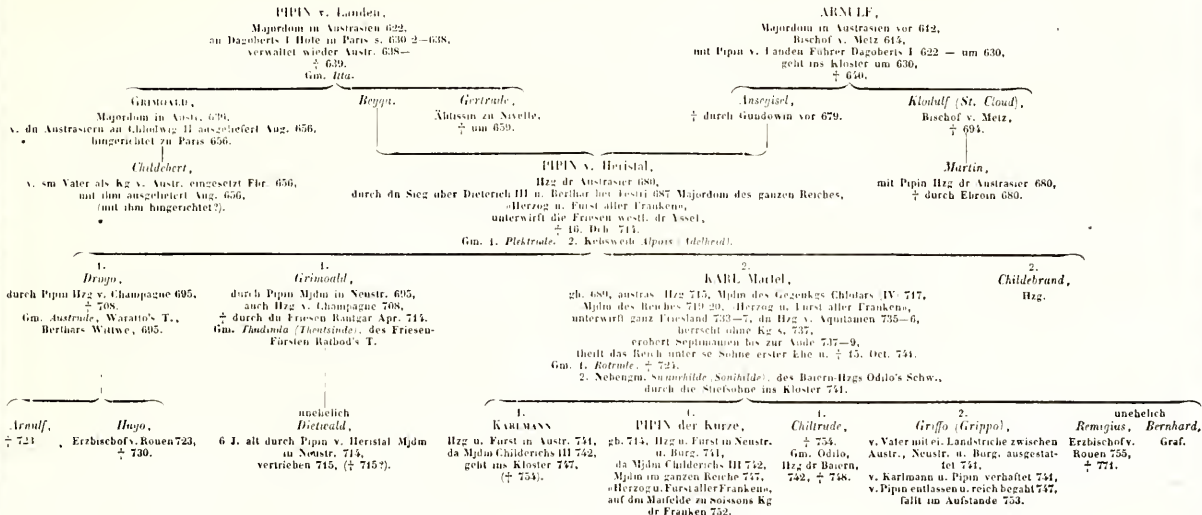 PIPIN v. Landen,
Majordom in Austrasien 622,
an Dagoberts I Hofe in Paris s. 630/2–638,
verwaltet wieder Austr. 638–
† 639.
Gm. Itta.
ARNULF,
Majordom in Austrasien vor 612,
Bischof v. Metz 614,
mit Pipin v. Landen Führer Dagoberts I 622 – um 630,
geht ins Kloster um 630,
† 640.
GRIMOALD,
Majordom in Austr.
v. dn Austrasiern an Chlodwig II ausgeliefert Aug. 656,
hingerichtet zu Paris 656.
Begga.
Gertrude,
Äbtissin zu Nivelle,
† um 659.
Ansegisel,
† durch Gundowin vor 679.
Klodulf (St. Cloud),
Bischof v. Metz,
† 694.
Childebert,
v. sm Vater als Kg v. Austr. eingesetzt Fbr. 656,
mit ihm ausgeliefert Aug. 656,
(mit ihm hingerichtet?).
PIPIN v. Heristal,
Hzg dr Austrasier 680,
durch dn Sieg über Dieterich III u. Berthar bei Testri 687 Majordom des ganzen Reiches,
»Herzog u. Fürst aller Franken«,
unterwirft die Friesen westl. dr Yssel,
† 16. Dcb. 714.
Gm. 1. Plektrude. 2. Kebsweib Alpais (Adelheid).
Martin,
mit Pipin Hzg dr Austrasier 680,
† durch Ebroin 680.
1.
Drogo,
durch Pipin Hzg v. Champagne 695,
† 708.
Gm. Austrude, Waratto's T.,
Berthars Wittwe, 695.
1.
Grimoald,
durch Pipin Mjdm in Neustr. 695,
auch Hzg v. Champagne 708,
† durch dn Friesen Rantgar Apr. 714.
Gm. Thudinda (Theutsinde), des Friesen-
Fürsten Ratbod's T.
2.
KARL Martel,
gb. 689, austras. Hzg 715, Mjdm des Gegenkgs Chlotars (IV) 717,
Mjdm des Reiches 719/20, »Herzog u. Fürst aller Franken«,
unterwirft ganz Friesland 733–7, dn Hzg v. Aquitanien 735–6,
herrscht ohne Kg s. 737,
erobert Septimanien bis zur Aude 737–9,
theilt das Reich unter se Söhne erster Ehe u. † 15. Oct. 741.
Gm. 1. Rotrude, † 724.
2. Nebengm. Sunnehilde (Sonihilde), des Baiern-Hzgs Odilo's Schw.,
durch die Stiefsöhne ins Kloster 741.
2.
Childebrand,
Hzg.
Arnulf,
† 723
Hugo,
Erzbischof v. Rouen 723,
† 730.
unehelich
Dietwald,
6 J. alt durch Pipin v. Heristal Mjdm
in Neustr. 714,
vertrieben 715, († 715?).
1.
KARLMANN
Hzg u. Fürst in Austr. 741,
da Mjdm Childerichs III 742,
geht ins Kloster 747,
(† 754).
1.
PIPIN der Kurze,
gb. 714, Hzg u. Fürst in Neustr.
u. Burg. 741,
da Mjdm Childerichs III 742,
Mjdm im ganzen Reiche 747,
»Herzog u. Fürst aller Franken«,
auf dm Maifelde zu Soissons Kg
dr Franken 752.
1.
Chiltrude,
† 754.
Gm. Odilo,
Hzg dr Baiern,
742, † 748.
2.
Griffo (Grippo),
v. Vater mit ei. Landstriche zwischen
Austr., Neustr. u. Burg. ausgestat-
tet 741,
v. Karlmann u. Pipin verhaftet 741,
v. Pipin entlassen u. reich begabt 747,
fällt im Aufstande 753.
unehelich
Remigius,
Erzbischof v.
Rouen 755,
† 771.
Bernhard,
Graf.